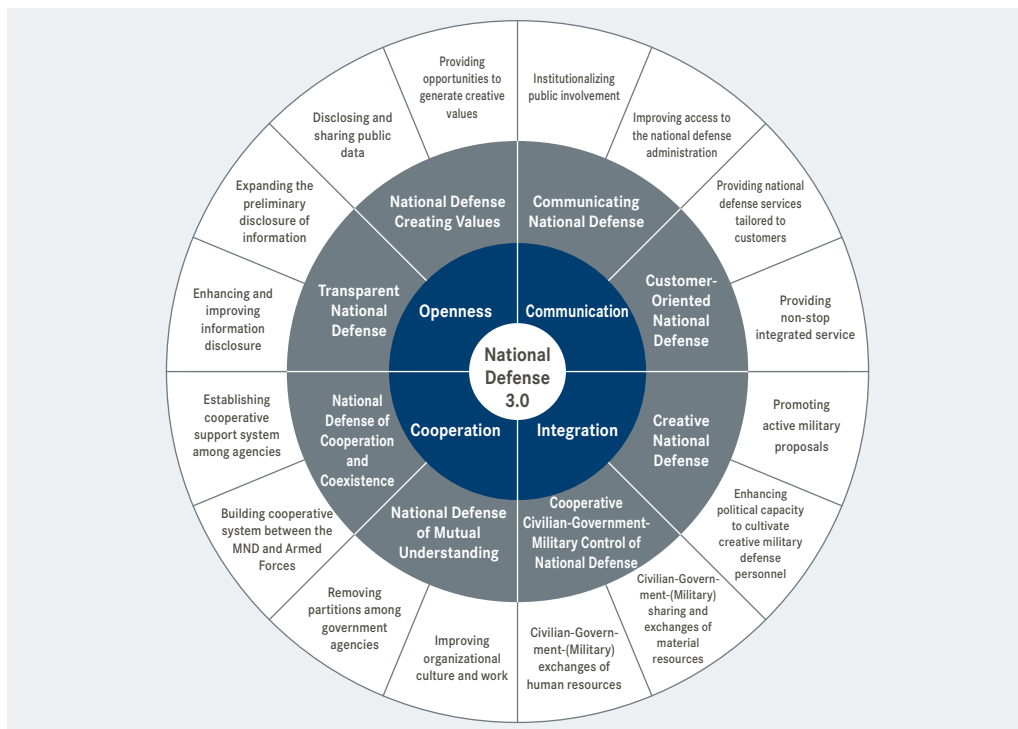 National
Defense
3.0
Openness
Communication
Integration
Cooperation
National Defense
Creating Values
Communicating
National Defense
Customer-
Oriented
National
Defense
Creative
National
Defense
Cooperative
Civilian-Government-
Military Control of
National Defense
National Defense
of Mutual
Understanding
National
Defense of
Cooperation
and
Coexistence
Transparent
National
Defense
Providing
opportunities to
generate creative
values
Institutionalizing
public involvement
Improving access to
the national defense
administration
Providing national
defense services
tailored to
customers
Providing
non-stop
integrated service
Promoting
active military
proposals
Enhancing
political capacity
to cultivate
creative military
defense
personnel
Civilian-Govern-
ment-(Military)
sharing and
exchanges of
material
resources
Civilian-Govern-
ment-(Military)
exchanges of
human resources
Improving
organizational
culture and work
Removing
partitions among
government
agencies
Building cooperative
system between the
MND and Armed
Forces
Establishing
cooperative
support system
among agencies
Enhancing and
improving
information
disclosure
Expanding the
preliminary
disclosure of
information
Disclosing and
sharing public
data